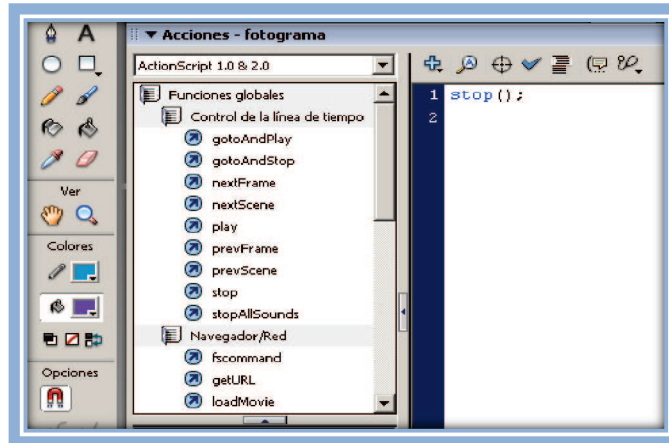 A
Acciones - fotograma
ActionScript 1.0 & 2.0
Funciones globales
Control de la línea de tiempo
gotoAndPlay
gotoAndStop
nextFrame
nextScene
play
prevFrame
prevScene
stop
stopAllSounds
Navegador/Red
fscommand
getURL
loadMovie
1 stop();
2
Ver
Colores
Opciones